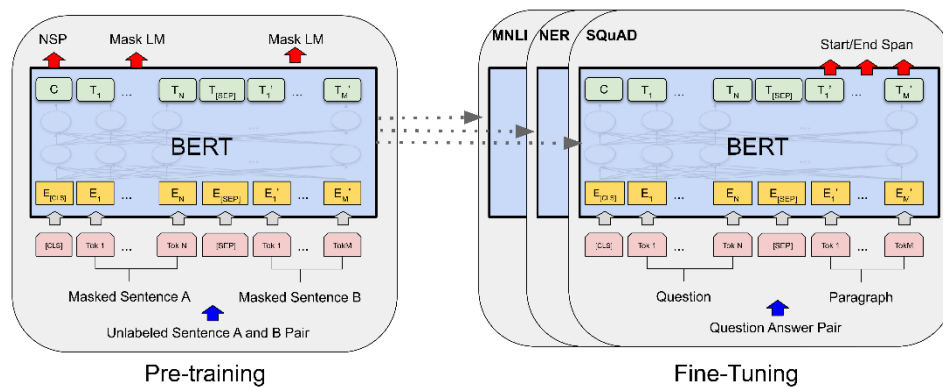 NSP Mask LM Mask LM
C T1 ... TN T[SEP] T1' ... TM'
BERT
E[CLS] E1 ... EN E[SEP] E1' ... EM'
[CLS] Tok 1 ... Tok N [SEP] Tok 1 ... TokM
Masked Sentence A Masked Sentence B
Unlabeled Sentence A and B Pair
Pre-training
MNLI NER SQuAD
Start/End Span
C T1 ... TN T[SEP] T1' ... TM'
BERT
E[CLS] E1 ... EN E[SEP] E1' ... EM'
[CLS] Tok 1 ... Tok N [SEP] Tok 1 ... TokM
Question Paragraph
Question Answer Pair
Fine-Tuning